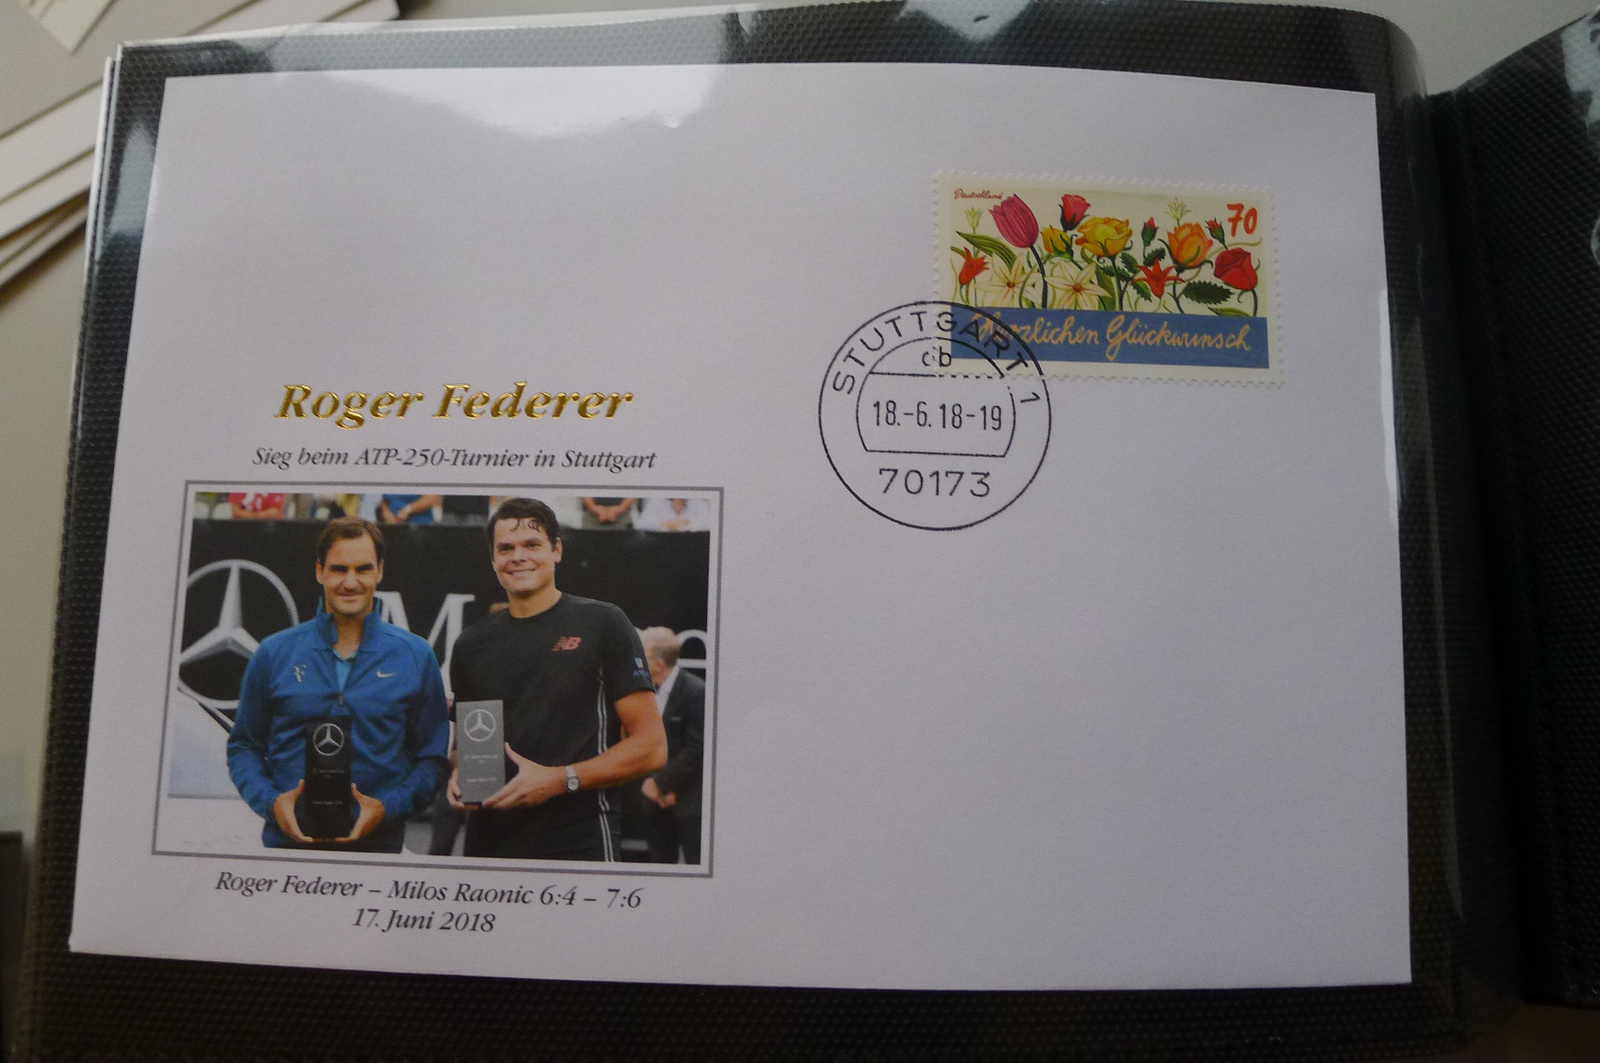 Deutschland
70
Herzlichen Glückwunsch
STUTTGART 1
cb
18.-6.18-19
70173
Roger Federer
Sieg beim ATP-250-Turnier in Stuttgart
M
NB
Roger Federer – Milos Raonic 6:4 – 7:6
17. Juni 2018